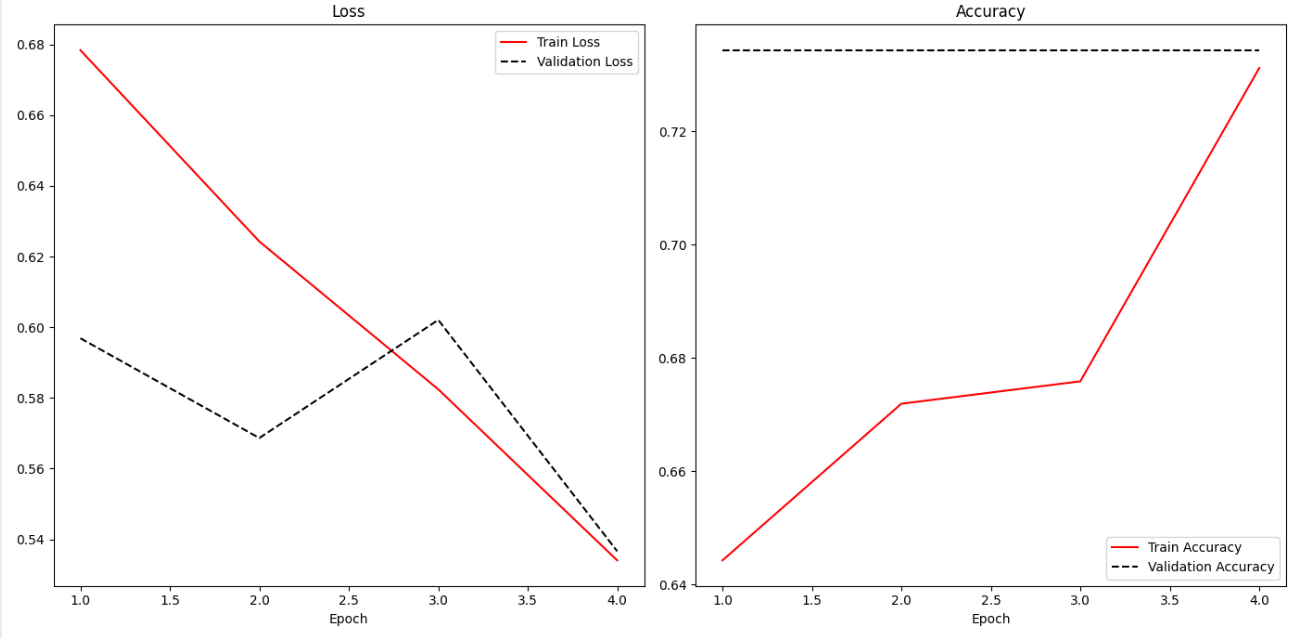 Loss
0.68
0.66
0.64
0.62
0.60
0.58
0.56
0.54
Train Loss
Validation Loss
1.0 1.5 2.0 2.5 3.0 3.5 4.0
Epoch
Accuracy
0.72
0.70
0.68
0.66
0.64
Train Accuracy
Validation Accuracy
1.0 1.5 2.0 2.5 3.0 3.5 4.0
Epoch